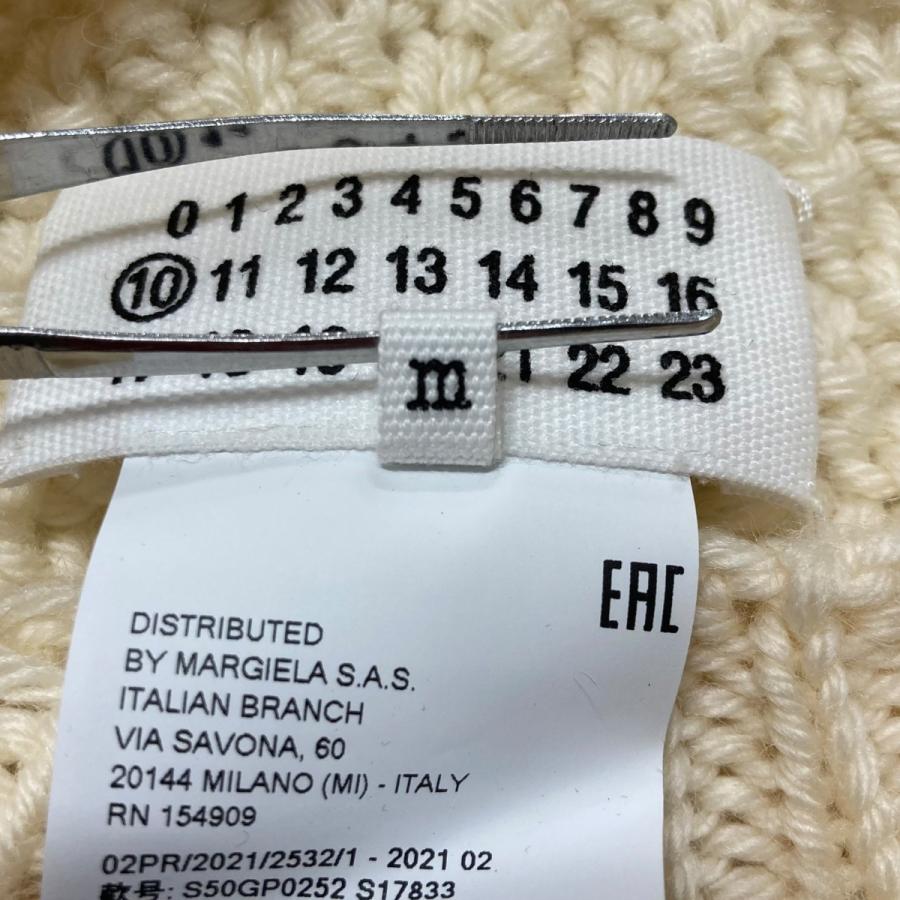 0 1 2 3 4 5 6 7 8 9
10 11 12 13 14 15 16
22 23
m
EAC
DISTRIBUTED
BY MARGIELA S.A.S.
ITALIAN BRANCH
VIA SAVONA, 60
20144 MILANO (MI) - ITALY
RN 154909
02PR/2021/2532/1 - 2021 02
款号: S50GP0252 S17833